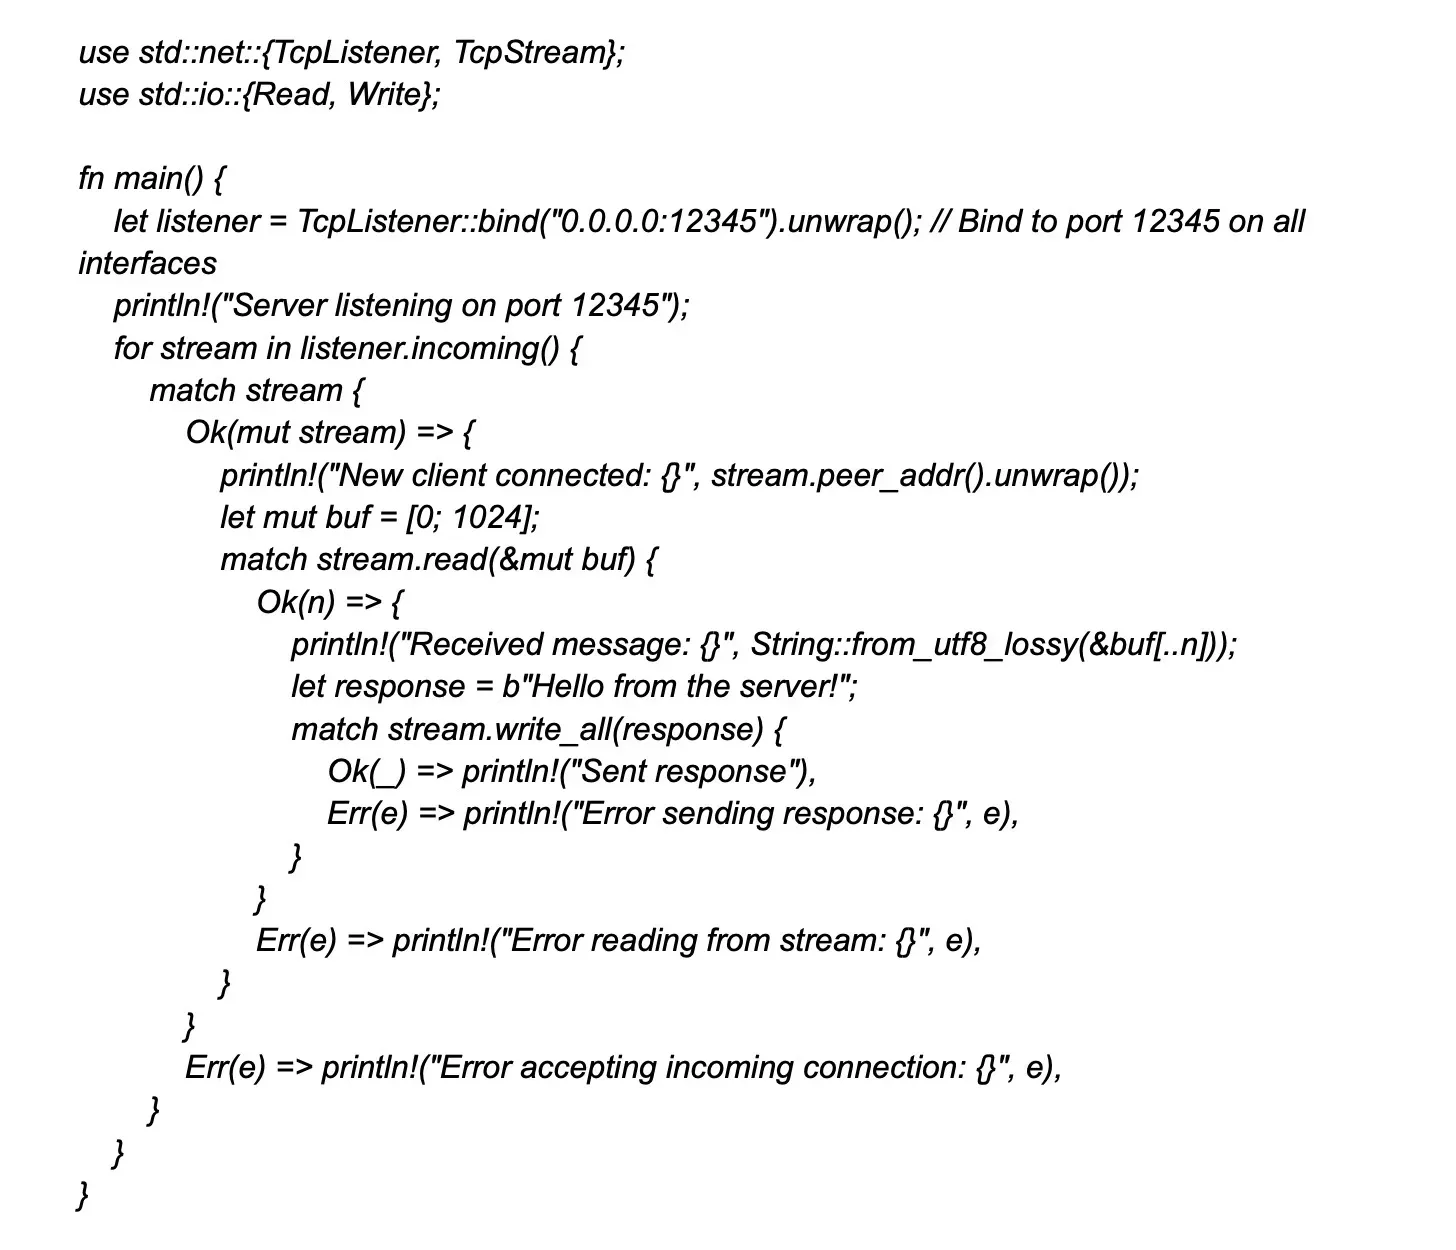 use std::net::{TcpListener, TcpStream};
use std::io::{Read, Write};

fn main() {
    let listener = TcpListener::bind("0.0.0.0:12345").unwrap(); // Bind to port 12345 on all
interfaces
    println!("Server listening on port 12345");
    for stream in listener.incoming() {
        match stream {
            Ok(mut stream) => {
                println!("New client connected: {}", stream.peer_addr().unwrap());
                let mut buf = [0; 1024];
                match stream.read(&mut buf) {
                    Ok(n) => {
                        println!("Received message: {}", String::from_utf8_lossy(&buf[..n]));
                        let response = b"Hello from the server!";
                        match stream.write_all(response) {
                            Ok(_) => println!("Sent response"),
                            Err(e) => println!("Error sending response: {}", e),
                        }
                    }
                    Err(e) => println!("Error reading from stream: {}", e),
                }
            }
            Err(e) => println!("Error accepting incoming connection: {}", e),
        }
    }
}